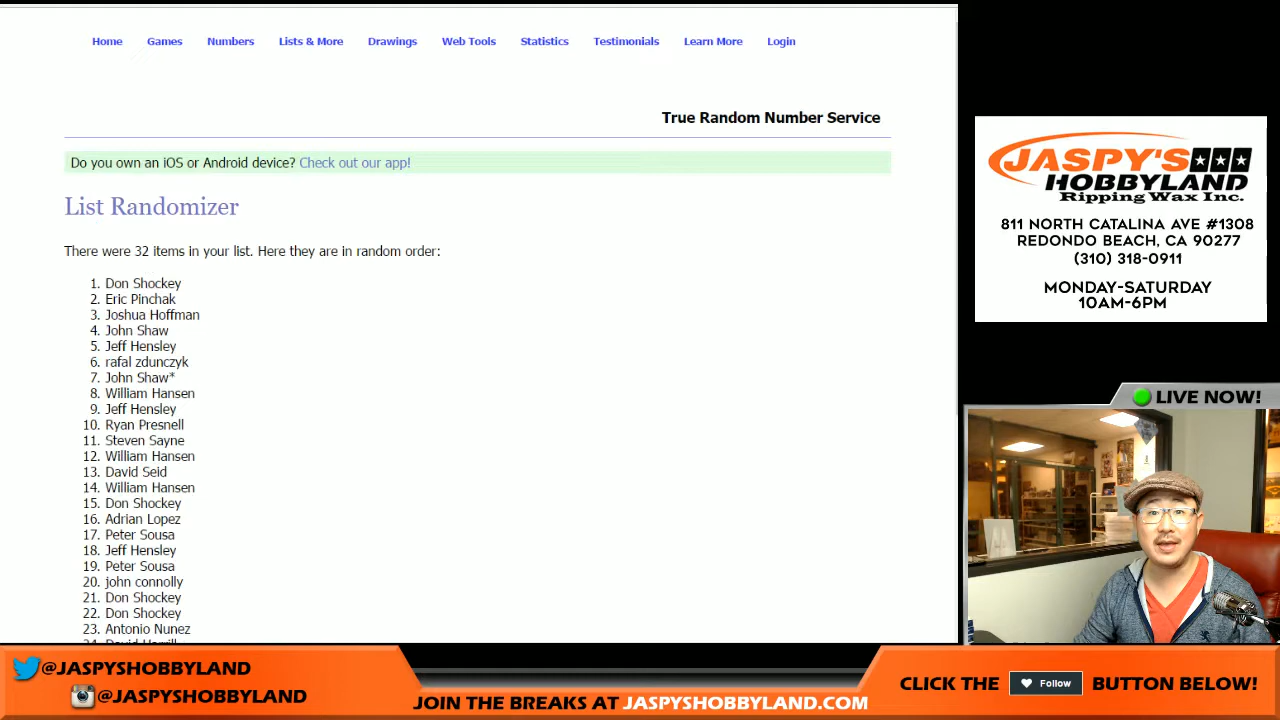 Home Games Numbers Lists & More Drawings Web Tools Statistics Testimonials Learn More Login
True Random Number Service
Do you own an iOS or Android device? Check out our app!
List Randomizer
There were 32 items in your list. Here they are in random order:
1. Don Shockey
2. Eric Pinchak
3. Joshua Hoffman
4. John Shaw
5. Jeff Hensley
6. rafal zdunczyk
7. John Shaw*
8. William Hansen
9. Jeff Hensley
10. Ryan Presnell
11. Steven Sayne
12. William Hansen
13. David Seid
14. William Hansen
15. Don Shockey
16. Adrian Lopez
17. Peter Sousa
18. Jeff Hensley
19. Peter Sousa
20. john connolly
21. Don Shockey
22. Don Shockey
23. Antonio Nunez
JASPY'S
HOBBYLAND
Ripping Wax Inc.
811 NORTH CATALINA AVE #1308
REDONDO BEACH, CA 90277
(310) 318-0911
MONDAY-SATURDAY
10AM-6PM
LIVE NOW!
@JASPYSHOBBYLAND
@JASPYSHOBBYLAND
JOIN THE BREAKS AT JASPYSHOBBYLAND.COM
CLICK THE Follow BUTTON BELOW!